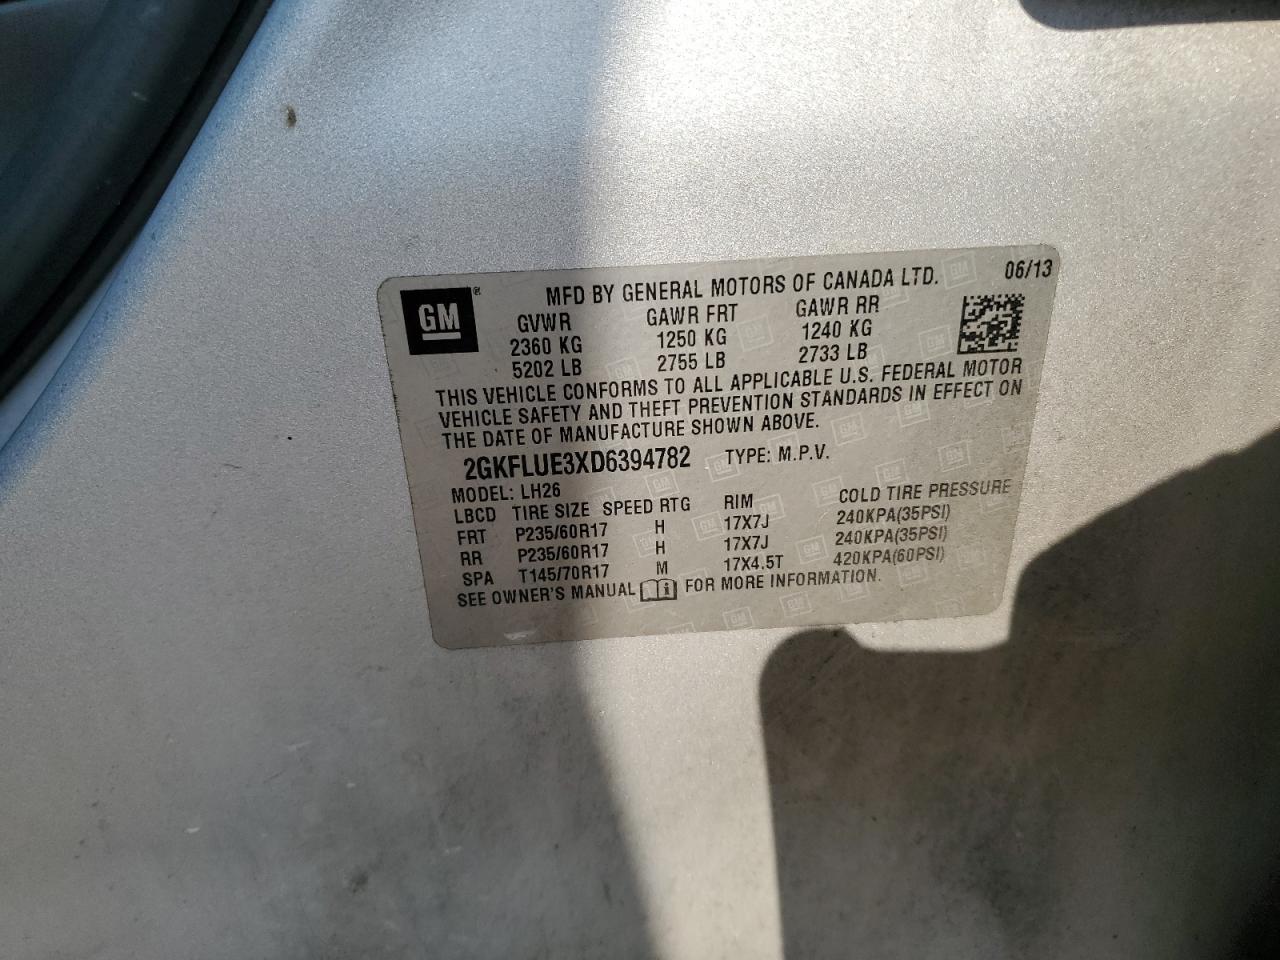 GM®
MFD BY GENERAL MOTORS OF CANADA LTD. 06/13
GVWR GAWR FRT GAWR RR
2360 KG 1250 KG 1240 KG
5202 LB 2755 LB 2733 LB
THIS VEHICLE CONFORMS TO ALL APPLICABLE U.S. FEDERAL MOTOR
VEHICLE SAFETY AND THEFT PREVENTION STANDARDS IN EFFECT ON
THE DATE OF MANUFACTURE SHOWN ABOVE.
2GKFLUE3XD6394782 TYPE: M.P.V.
MODEL: LH26
LBCD TIRE SIZE SPEED RTG RIM COLD TIRE PRESSURE
FRT P235/60R17 H 17X7J 240KPA(35PSI)
RR P235/60R17 H 17X7J 240KPA(35PSI)
SPA T145/70R17 M 17X4.5T 420KPA(60PSI)
SEE OWNER'S MANUAL FOR MORE INFORMATION.